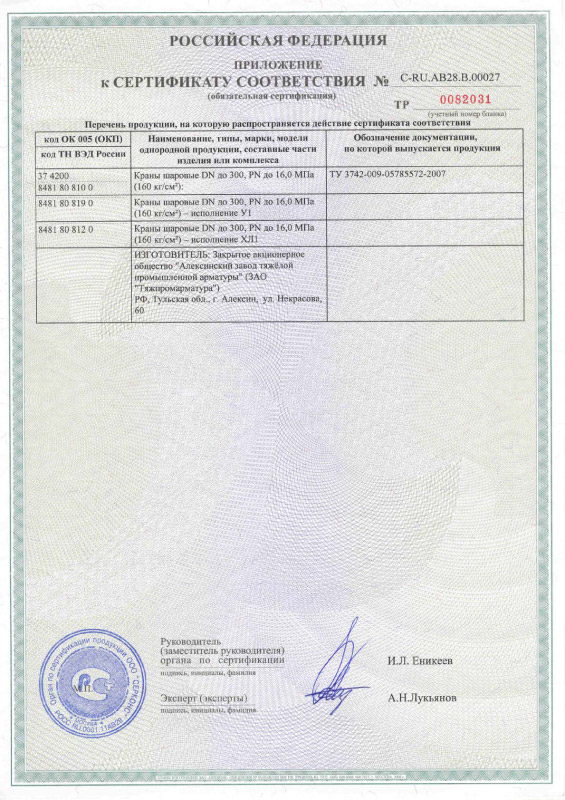 РОССИЙСКАЯ ФЕДЕРАЦИЯ
ПРИЛОЖЕНИЕ
к СЕРТИФИКАТУ СООТВЕТСТВИЯ № C-RU.АВ28.В.00027
(обязательная сертификация)
ТР 0082031
(учетный номер бланка)
Перечень продукции, на которую распространяется действие сертификата соответствия
код ОК 005 (ОКП)
код ТН ВЭД России
Наименование, типы, марки, модели
однородной продукции, составные части
изделия или комплекса
Обозначение документации,
по которой выпускается продукция
37 4200
8481 80 810 0
Краны шаровые DN до 300, PN до 16,0 МПа
(160 кг/см²):
ТУ 3742-009-05785572-2007
8481 80 819 0
Краны шаровые DN до 300, PN до 16,0 МПа
(160 кг/см²) – исполнение У1
8481 80 812 0
Краны шаровые DN до 300, PN до 16,0 МПа
(160 кг/см²) – исполнение ХЛ1
ИЗГОТОВИТЕЛЬ: Закрытое акционерное
общество "Алексинский завод тяжёлой
промышленной арматуры" (ЗАО
"Тяжпромарматура")
РФ, Тульская обл., г. Алексин, ул. Некрасова,
60
Руководитель
(заместитель руководителя)
органа по сертификации
подпись, инициалы, фамилия
И.Л. Еникеев
Эксперт (эксперты)
подпись, инициалы, фамилия
А.Н.Лукьянов
М.П.
Орган по сертификации продукции ООО "СЕРКОНС"
РОСС RU.0001.11АВ28